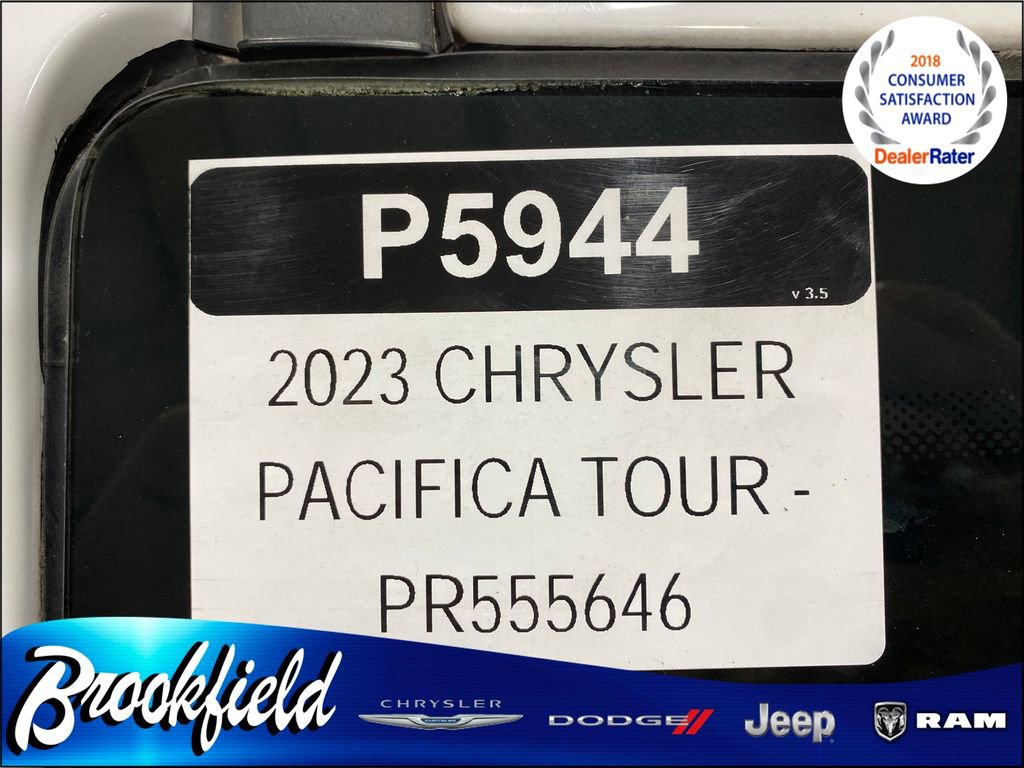 2018
CONSUMER
SATISFACTION
AWARD
DealerRater
P5944
v 3.5
2023 CHRYSLER
PACIFICA TOUR -
PR555646
Brookfield
CHRYSLER
DODGE
Jeep
RAM